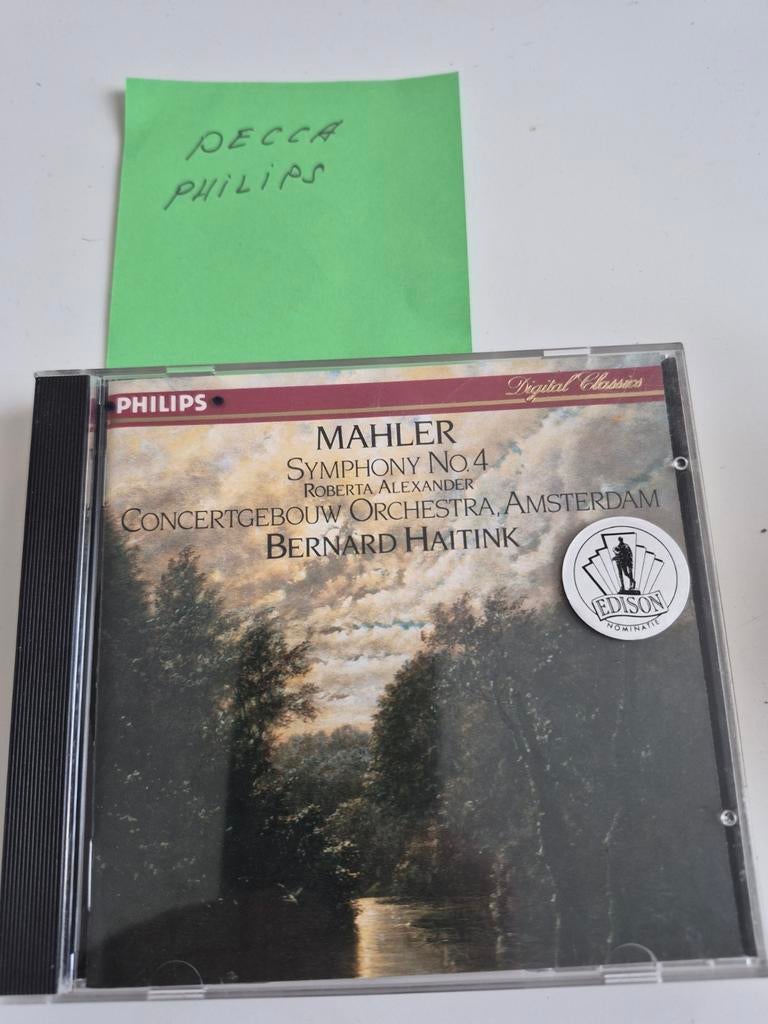 DECCA
PHILIPS
PHILIPS
Digital Classics
MAHLER
SYMPHONY NO. 4
ROBERTA ALEXANDER
CONCERTGEBOUW ORCHESTRA, AMSTERDAM
BERNARD HAITINK
EDISON
NOMINATIE